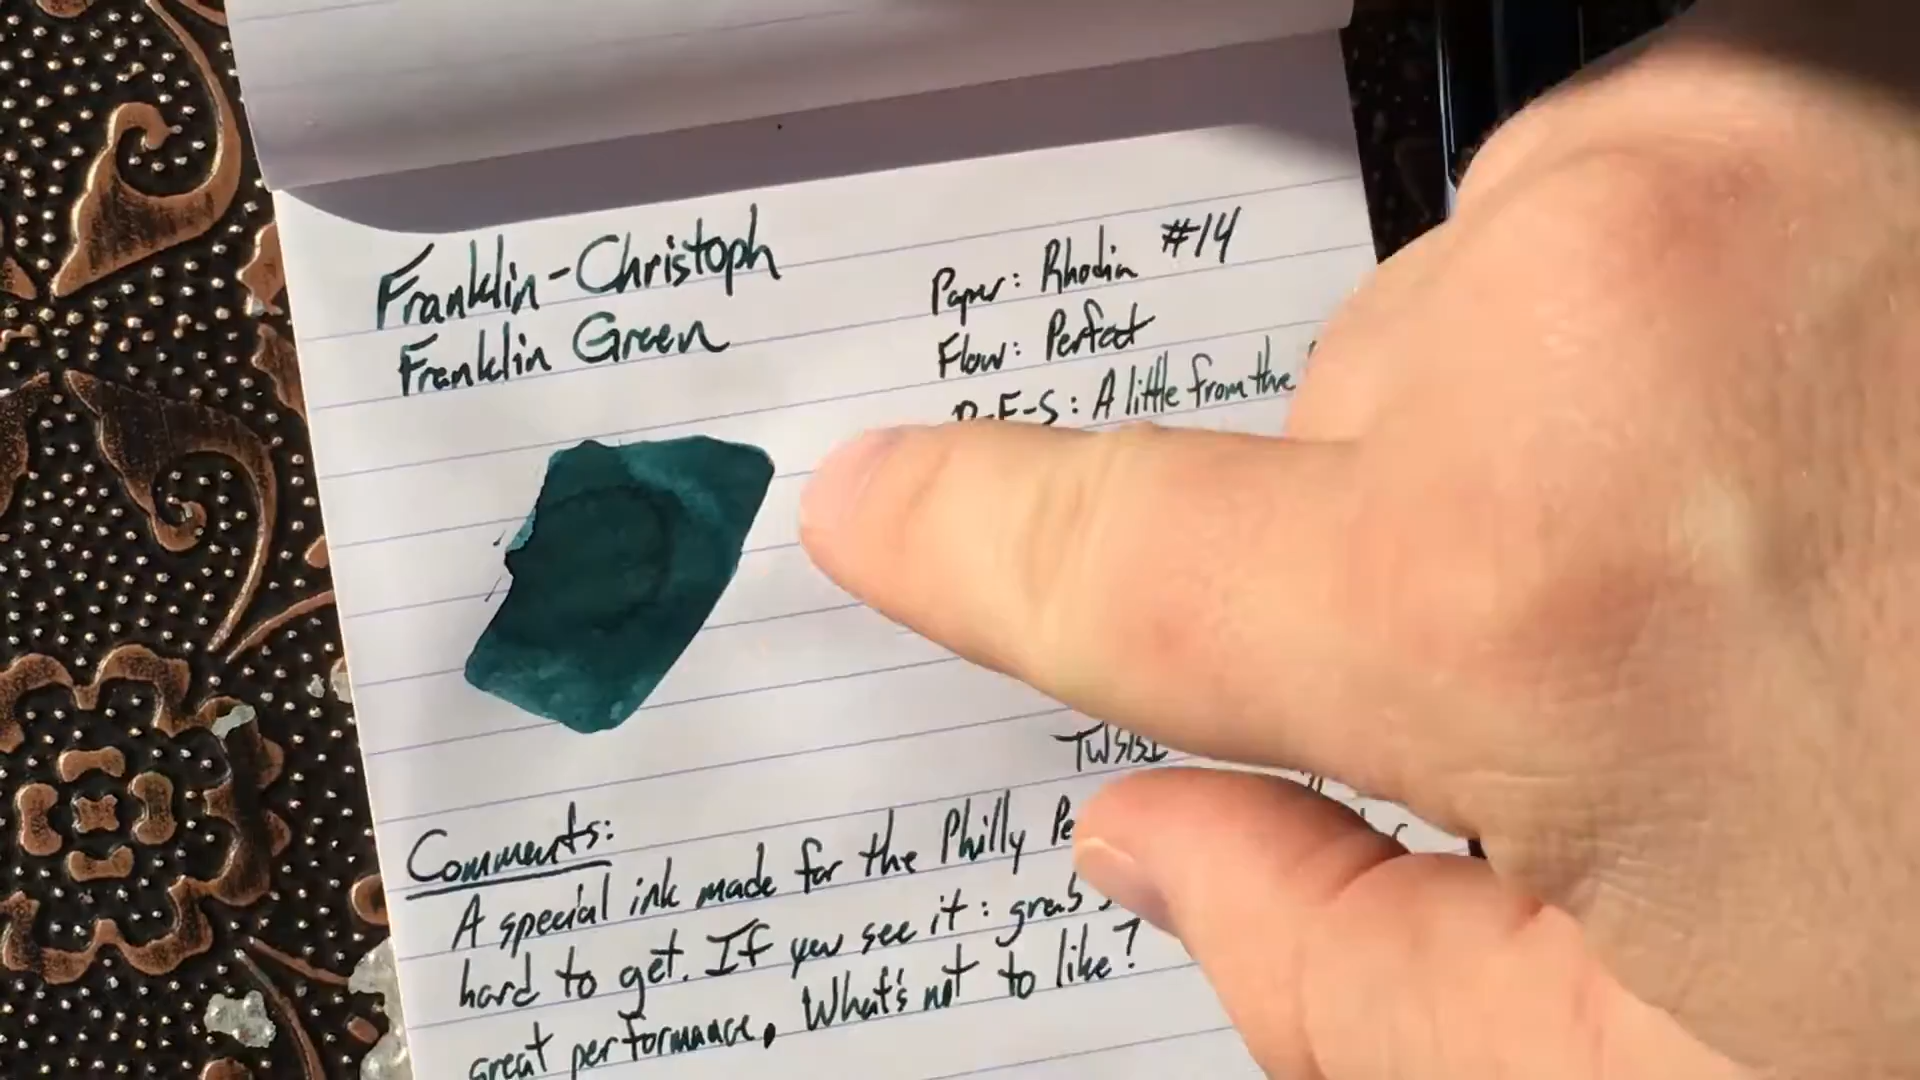 Franklin-Christoph
Franklin Green
Paper: Rhodia #14
Flow: Perfect
R-F-S: A little from the
TWSBI
Comments:
A special ink made for the Philly Pe
hard to get. If you see it: grab
great performance. What's not to like?